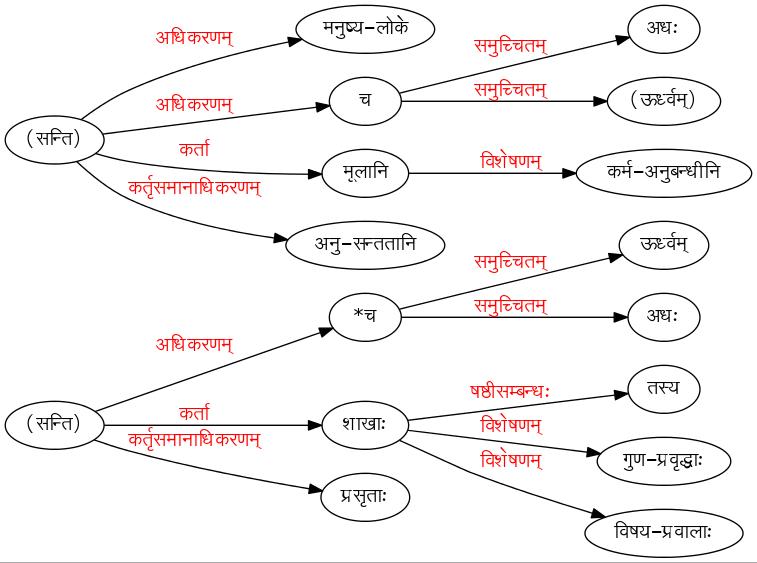 अधिकरणम्
मनुष्य-लोके
समुच्चितम्
अधः
अधिकरणम्
च
समुच्चितम्
(ऊर्ध्वम्)
(सन्ति)
कर्ता
मूलानि
विशेषणम्
कर्म-अनुबन्धीनि
कर्तृसमानाधिकरणम्
अनु-सन्ततानि
समुच्चितम्
ऊर्ध्वम्
*च
समुच्चितम्
अधः
अधिकरणम्
षष्ठीसम्बन्धः
तस्य
(सन्ति)
कर्ता
शाखाः
विशेषणम्
कर्तृसमानाधिकरणम्
गुण-प्रवृद्धाः
विशेषणम्
प्रसृताः
विषय-प्रवालाः